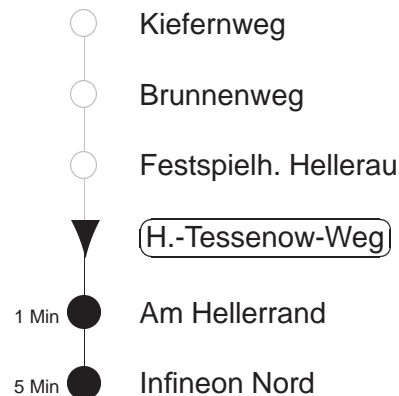 Kiefernweg
Brunnenweg
Festspielh. Hellerau
H.-Tessenow-Weg
1 Min Am Hellerrand
5 Min Infineon Nord